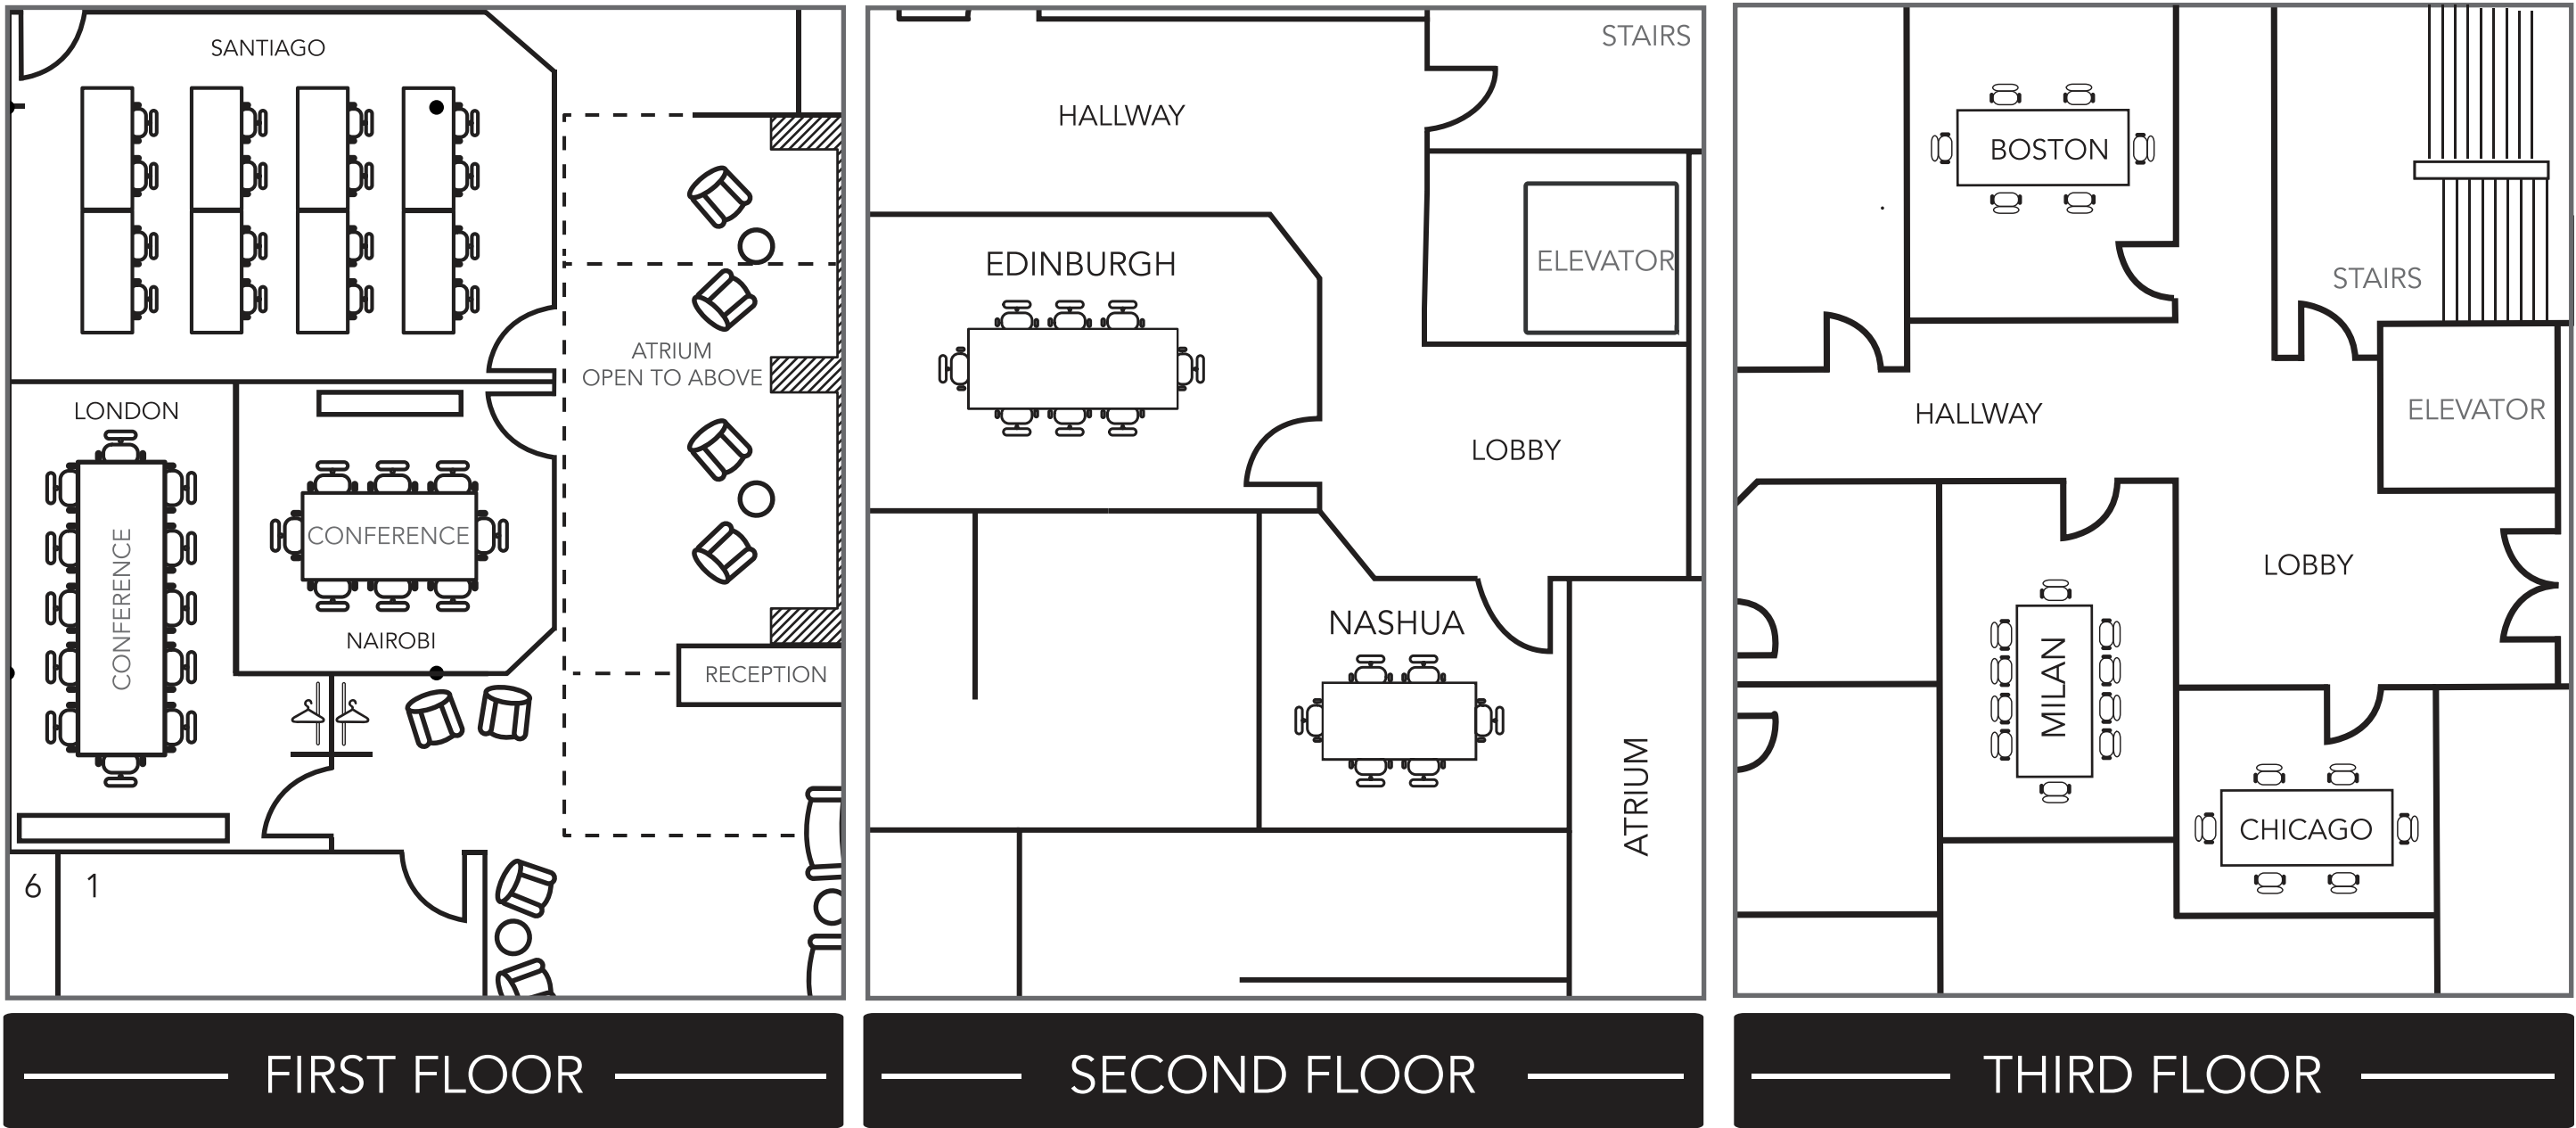 SANTIAGO
ATRIUM
OPEN TO ABOVE
LONDON
CONFERENCE
CONFERENCE
NAIROBI
RECEPTION
6
1
FIRST FLOOR
STAIRS
HALLWAY
EDINBURGH
ELEVATOR
LOBBY
NASHUA
ATRIUM
SECOND FLOOR
BOSTON
STAIRS
HALLWAY
ELEVATOR
LOBBY
MILAN
CHICAGO
THIRD FLOOR